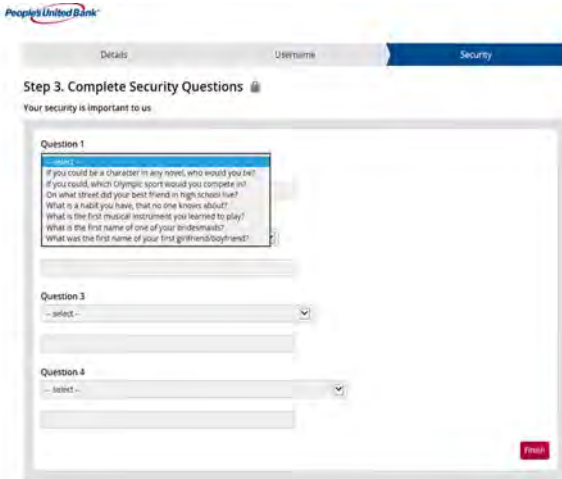 People's United Bank
Details
Username
Security
Step 3. Complete Security Questions
Your security is important to us
Question 1
-- select --
If you could be a character in any novel, who would you be?
If you could, which Olympic sport would you compete in?
On what street did your best friend in high school live?
What is a habit you have, that no one knows about?
What is the first musical instrument you learned to play?
What is the first name of one of your bridesmaids?
What was the first name of your first girlfriend/boyfriend?
Question 3
-- select --
Question 4
-- select --
Finish